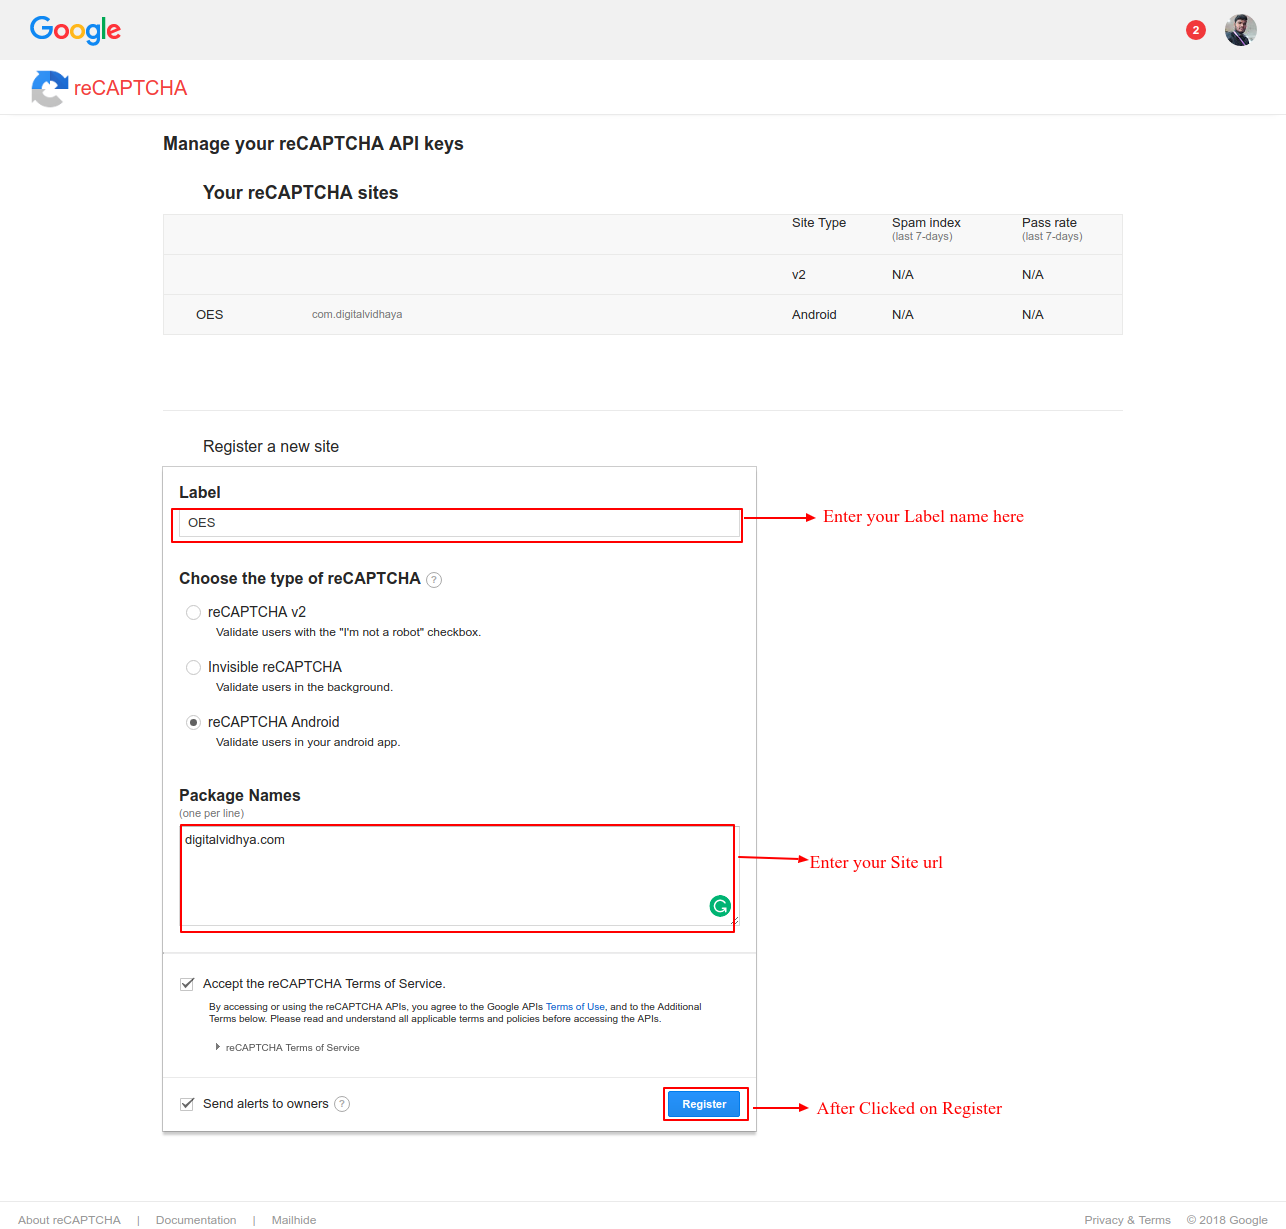 Google
2
reCAPTCHA
Manage your reCAPTCHA API keys
Your reCAPTCHA sites
Site Type Spam index Pass rate
(last 7-days) (last 7-days)
v2 N/A N/A
OES com.digitalvidhaya Android N/A N/A
Register a new site
Label
OES
Enter your Label name here
Choose the type of reCAPTCHA ?
reCAPTCHA v2
Validate users with the "I'm not a robot" checkbox.
Invisible reCAPTCHA
Validate users in the background.
reCAPTCHA Android
Validate users in your android app.
Package Names
(one per line)
digitalvidhya.com
Enter your Site url
Accept the reCAPTCHA Terms of Service.
By accessing or using the reCAPTCHA APIs, you agree to the Google APIs Terms of Use, and to the Additional
Terms below. Please read and understand all applicable terms and policies before accessing the APIs.
reCAPTCHA Terms of Service
Send alerts to owners ?
Register
After Clicked on Register
About reCAPTCHA | Documentation | Mailhide Privacy & Terms © 2018 Google